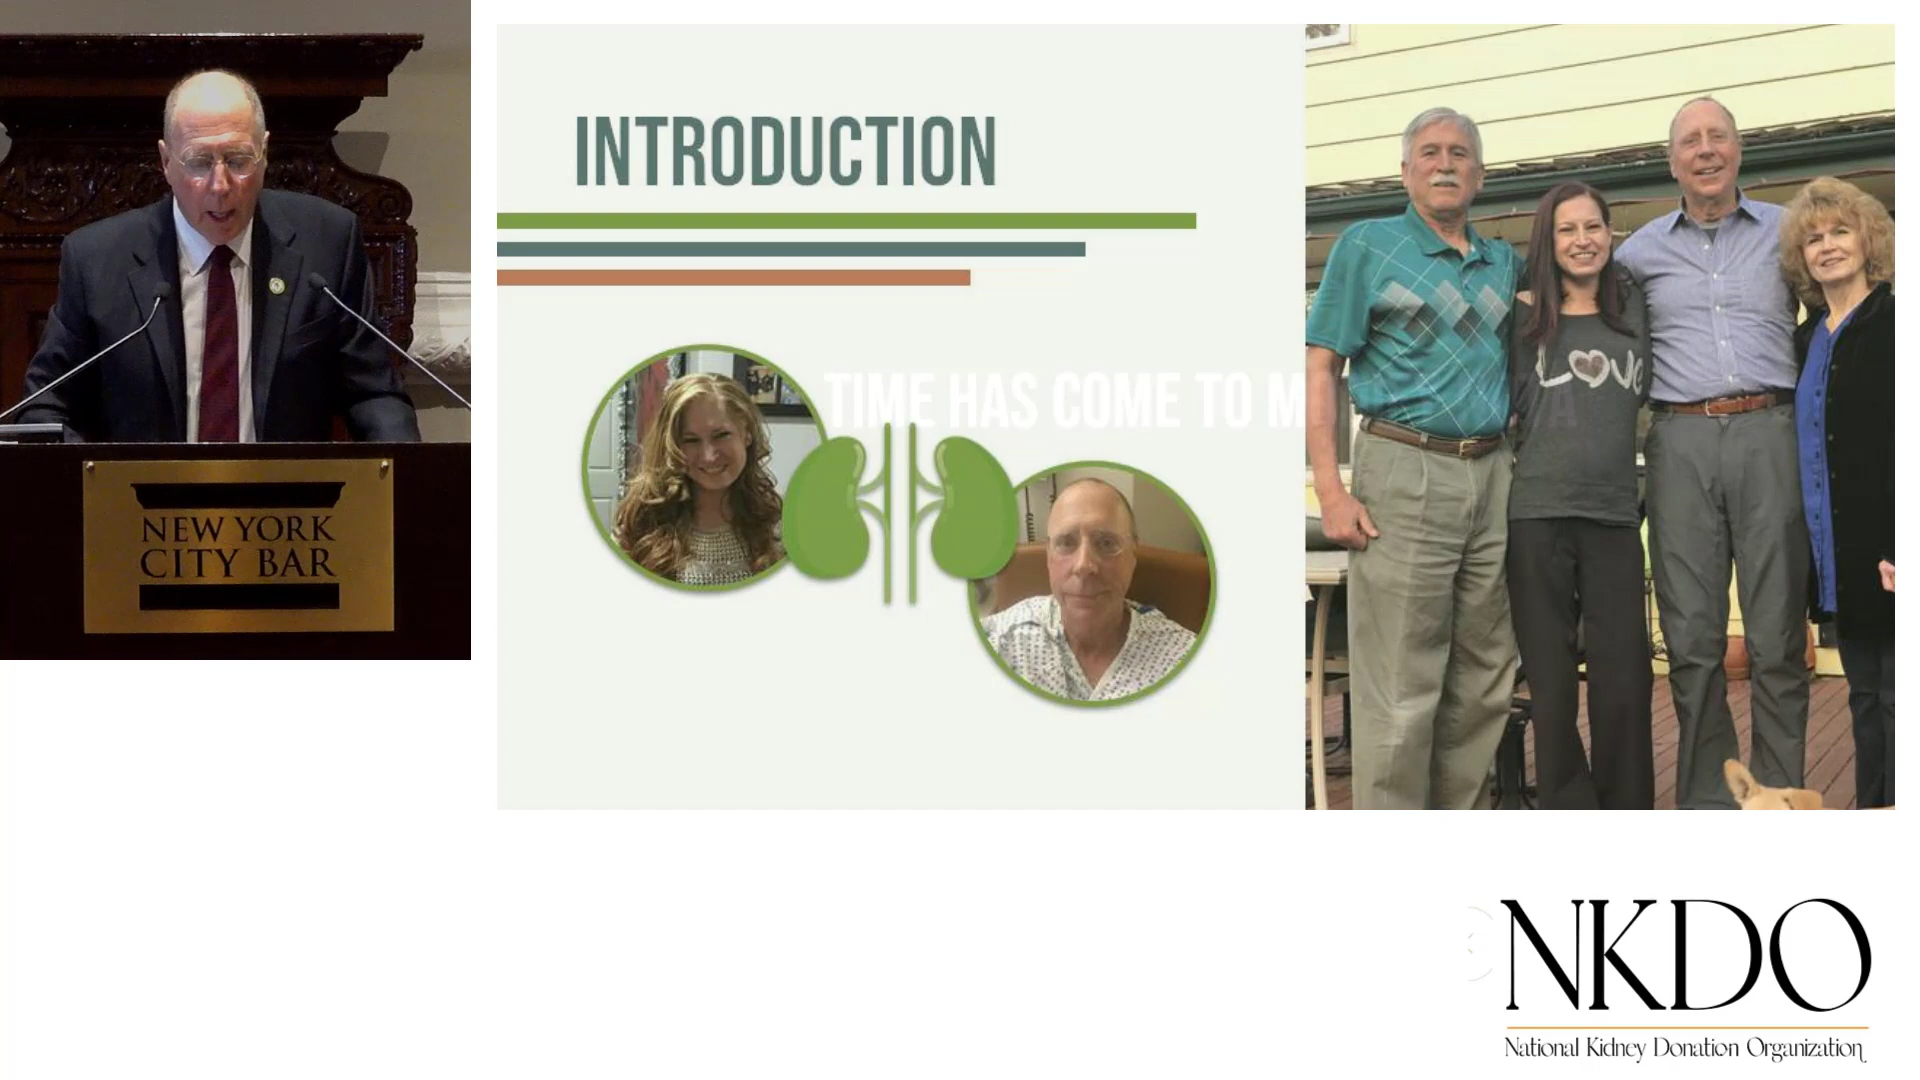 INTRODUCTION
TIME HAS COME TO M
LOVE
NEW YORK
CITY BAR
NKDO
National Kidney Donation Organization